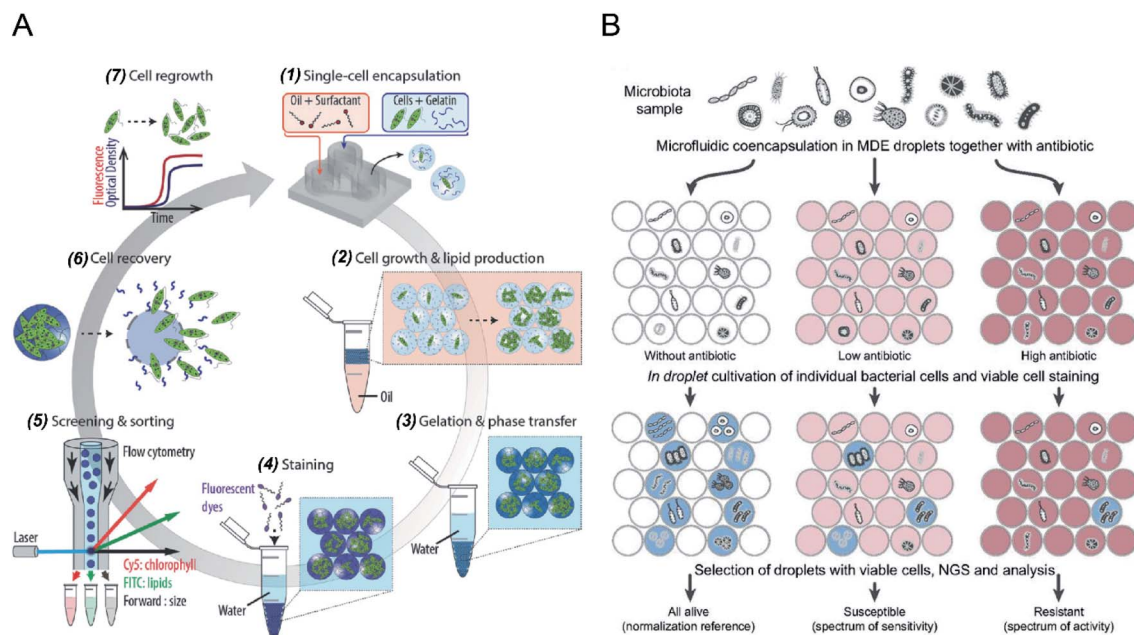 A
(7) Cell regrowth
Fluorescence
Optical Density
Time
(1) Single-cell encapsulation
Oil + Surfactant
Cells + Gelatin
(2) Cell growth & lipid production
Oil
(3) Gelation & phase transfer
Water
(4) Staining
Fluorescent
dyes
Water
(5) Screening & sorting
Flow cytometry
Laser
Cy5: chlorophyll
FITC: lipids
Forward : size
(6) Cell recovery
B
Microbiota
sample
Microfluidic coencapsulation in MDE droplets together with antibiotic
Without antibiotic
Low antibiotic
High antibiotic
In droplet cultivation of individual bacterial cells and viable cell staining
Selection of droplets with viable cells, NGS and analysis
All alive
(normalization reference)
Susceptible
(spectrum of sensitivity)
Resistant
(spectrum of activity)